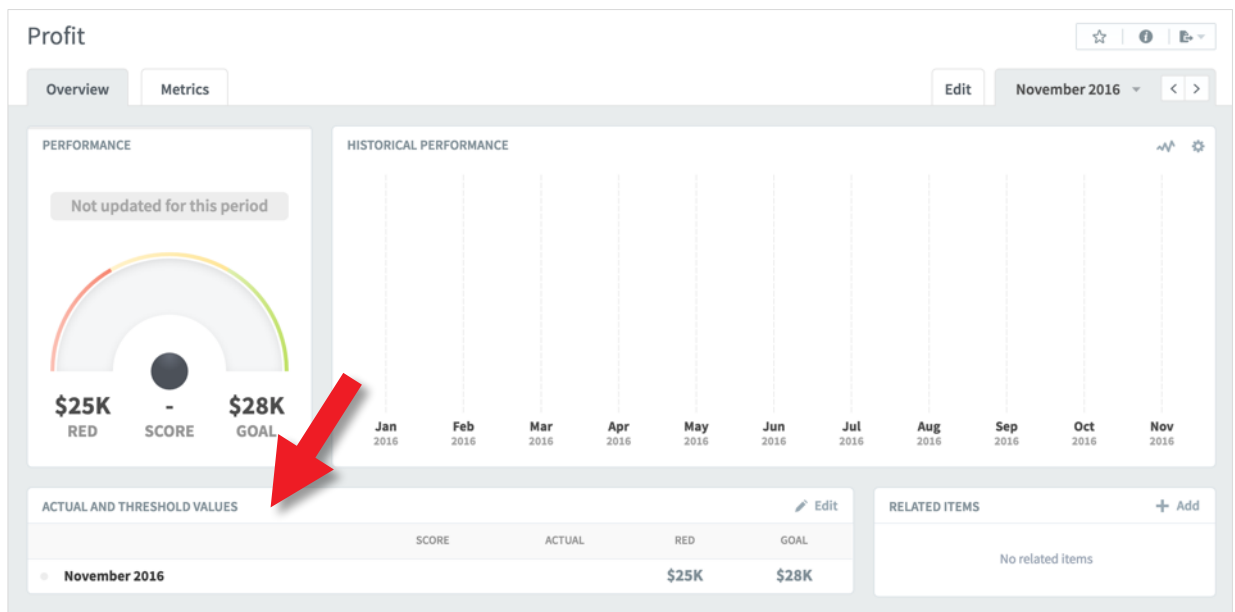 Profit
Overview Metrics Edit November 2016
PERFORMANCE
Not updated for this period
$25K - $28K
RED SCORE GOAL
HISTORICAL PERFORMANCE
Jan Feb Mar Apr May Jun Jul Aug Sep Oct Nov
2016 2016 2016 2016 2016 2016 2016 2016 2016 2016 2016
ACTUAL AND THRESHOLD VALUES Edit
SCORE ACTUAL RED GOAL
November 2016 $25K $28K
RELATED ITEMS + Add
No related items